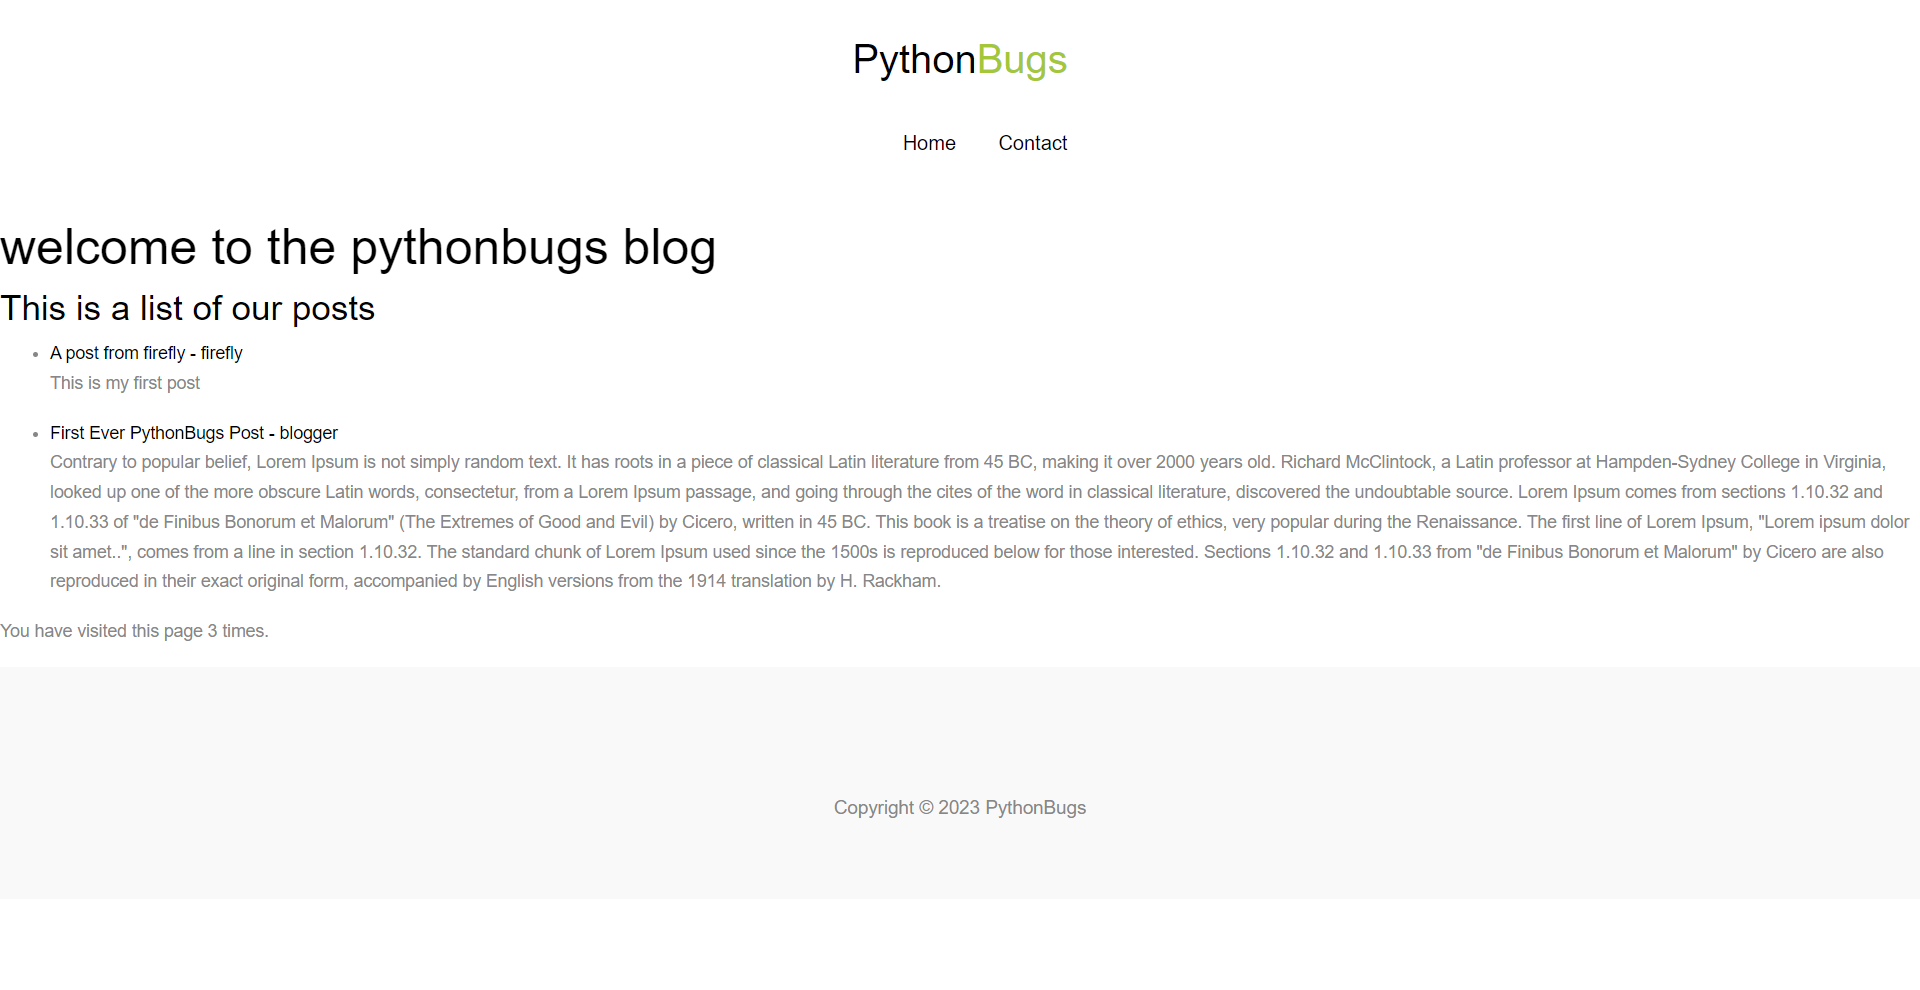 PythonBugs
Home Contact
welcome to the pythonbugs blog
This is a list of our posts
A post from firefly - firefly
This is my first post
First Ever PythonBugs Post - blogger
Contrary to popular belief, Lorem Ipsum is not simply random text. It has roots in a piece of classical Latin literature from 45 BC, making it over 2000 years old. Richard McClintock, a Latin professor at Hampden-Sydney College in Virginia,
looked up one of the more obscure Latin words, consectetur, from a Lorem Ipsum passage, and going through the cites of the word in classical literature, discovered the undoubtable source. Lorem Ipsum comes from sections 1.10.32 and
1.10.33 of "de Finibus Bonorum et Malorum" (The Extremes of Good and Evil) by Cicero, written in 45 BC. This book is a treatise on the theory of ethics, very popular during the Renaissance. The first line of Lorem Ipsum, "Lorem ipsum dolor
sit amet..", comes from a line in section 1.10.32. The standard chunk of Lorem Ipsum used since the 1500s is reproduced below for those interested. Sections 1.10.32 and 1.10.33 from "de Finibus Bonorum et Malorum" by Cicero are also
reproduced in their exact original form, accompanied by English versions from the 1914 translation by H. Rackham.
You have visited this page 3 times.
Copyright © 2023 PythonBugs